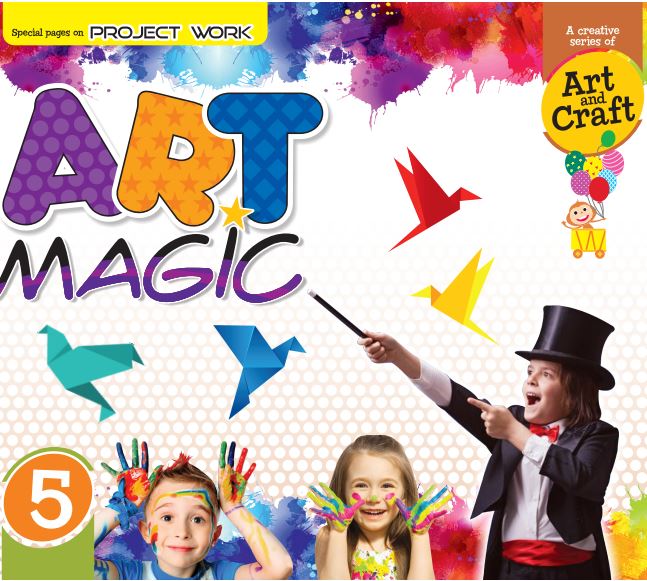 Special pages on PROJECT WORK
A creative
series of
Art
and
Craft
ART
MAGIC
5